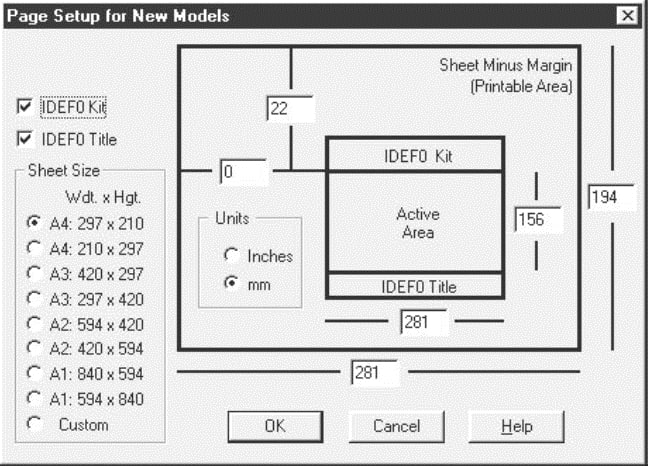 Page Setup for New Models
Sheet Minus Margin
(Printable Area)
IDEF0 Kit
22
IDEF0 Title
IDEF0 Kit
Sheet Size
0
194
Wdt. x Hgt.
Units
Active
Area
156
A4: 297 x 210
A4: 210 x 297
Inches
A3: 420 x 297
mm
A3: 297 x 420
IDEF0 Title
A2: 594 x 420
281
A2: 420 x 594
A1: 840 x 594
281
A1: 594 x 840
Custom
OK
Cancel
Help